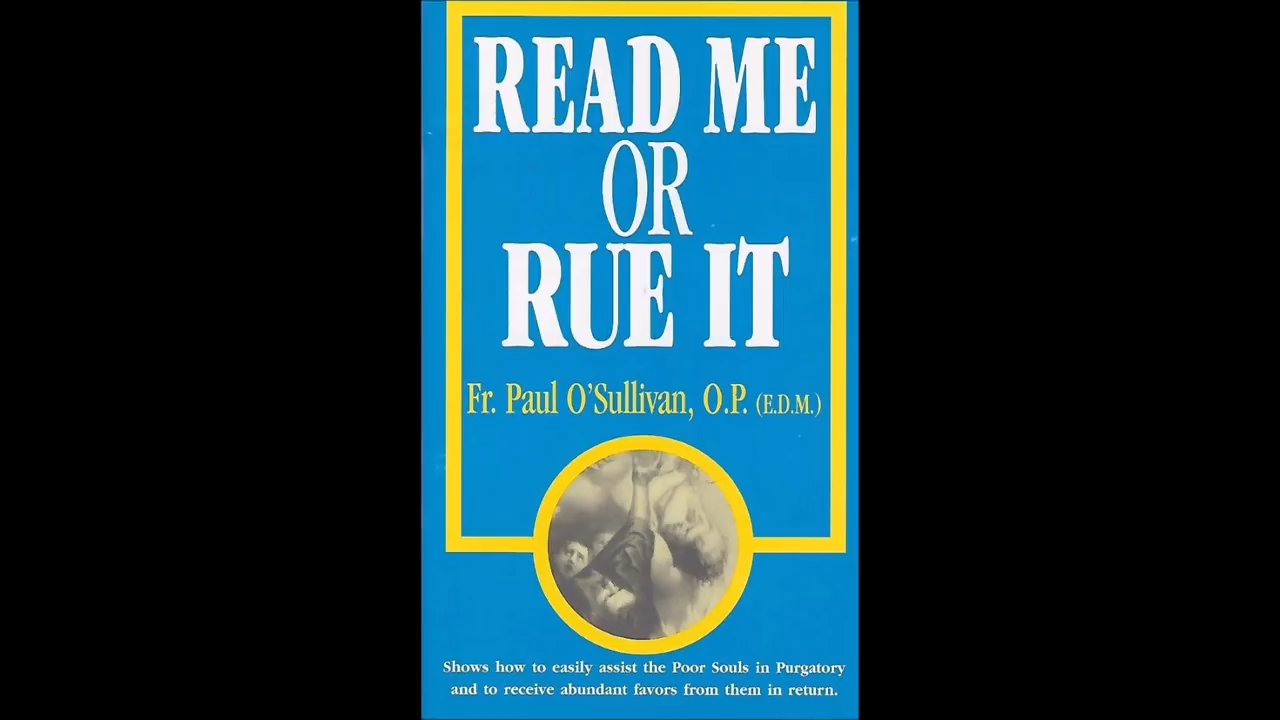 READ ME
OR
RUE IT
Fr. Paul O'Sullivan, O.P. (E.D.M.)
Shows how to easily assist the Poor Souls in Purgatory
and to receive abundant favors from them in return.